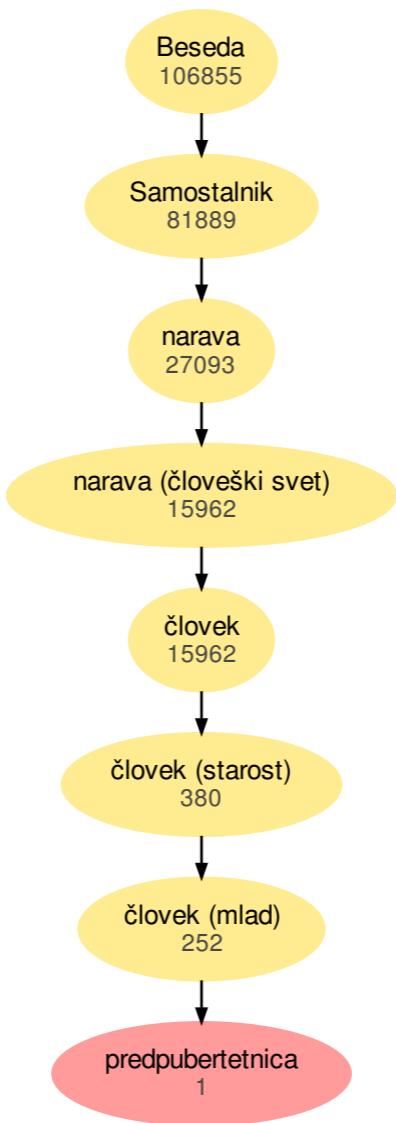 Beseda
106855
Samostalnik
81889
narava
27093
narava (človeški svet)
15962
človek
15962
človek (starost)
380
človek (mlad)
252
predpubertetnica
1